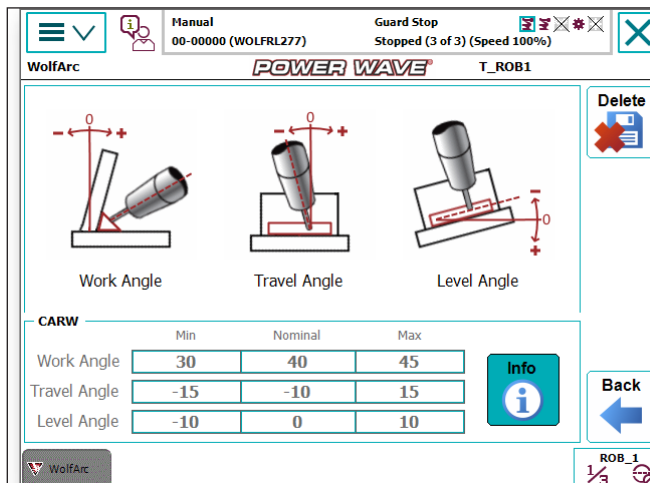 Manual
Guard Stop
00-00000 (WOLFRL277)
Stopped (3 of 3) (Speed 100%)
WolfArc
POWER WAVE®
T_ROB1
Delete
0
- +
0
- +
-
0
+
Work Angle
Travel Angle
Level Angle
CARW
Min Nominal Max
Work Angle 30 40 45
Travel Angle -15 -10 15
Level Angle -10 0 10
Info
i
Back
WolfArc
ROB_1
1/3